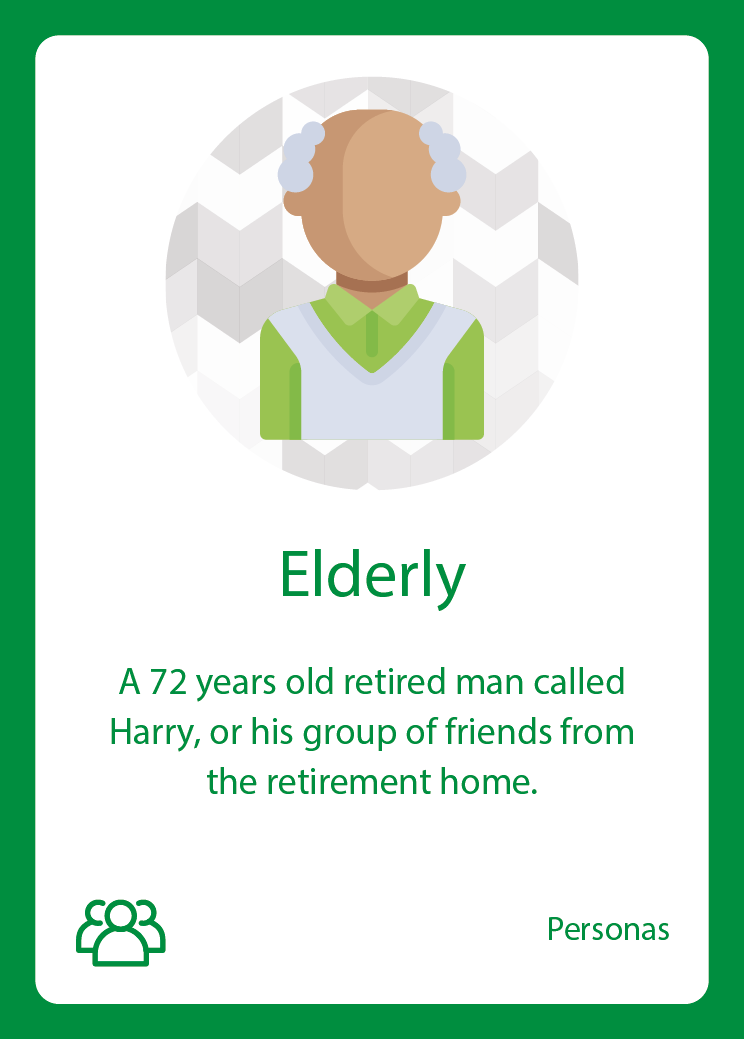 Elderly
A 72 years old retired man called
Harry, or his group of friends from
the retirement home.
Personas